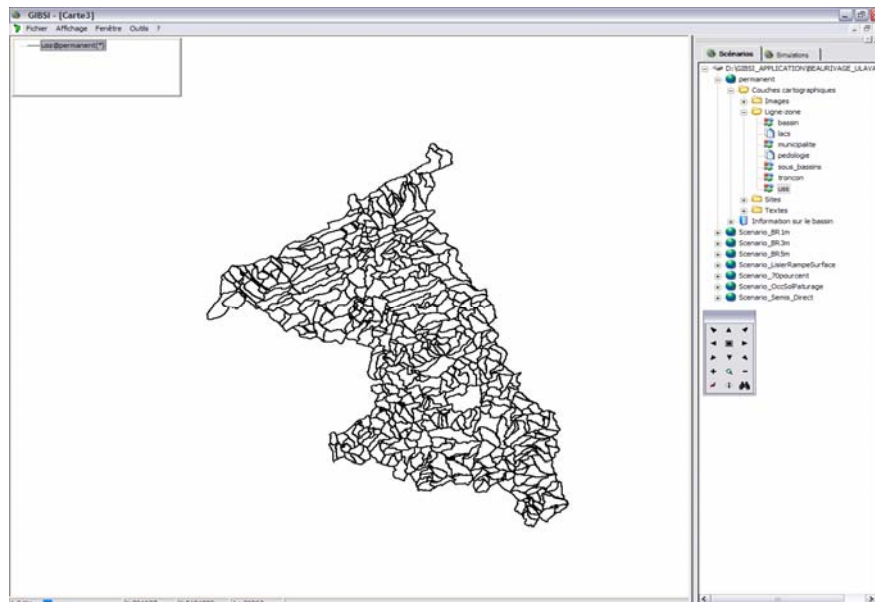 GIBSI - [Carte3]
Fichier Affichage Fenêtre Outils ?
uss@permanent(*)
Scénarios Simulations
D:\GIBSI_APPLICATION\BEAURIVAGE_ULAVA
permanent
Couches cartographiques
Images
Ligne-zone
bassin
lacs
municipalite
pedologie
sous_bassins
troncon
uss
Sites
Textes
Information sur le bassin
Scenario_BR1m
Scenario_BR3m
Scenario_BR5m
Scenario_LisierRampeSurface
Scenario_70pourcent
Scenario_OccSolPaturage
Scenario_Semis_Direct